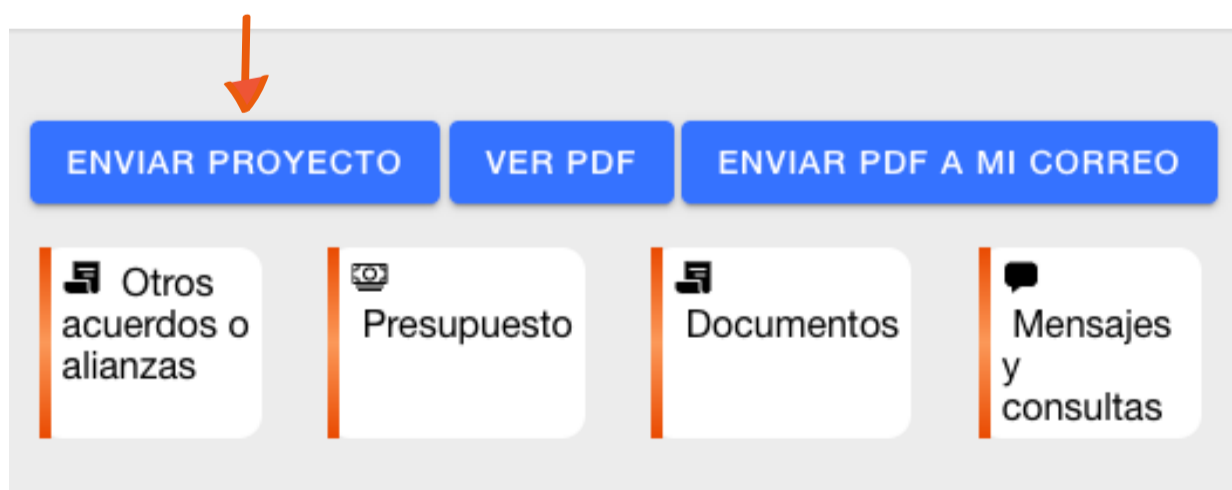 ENVIAR PROYECTO
VER PDF
ENVIAR PDF A MI CORREO
Otros
acuerdos o
alianzas
Presupuesto
Documentos
Mensajes
y
consultas